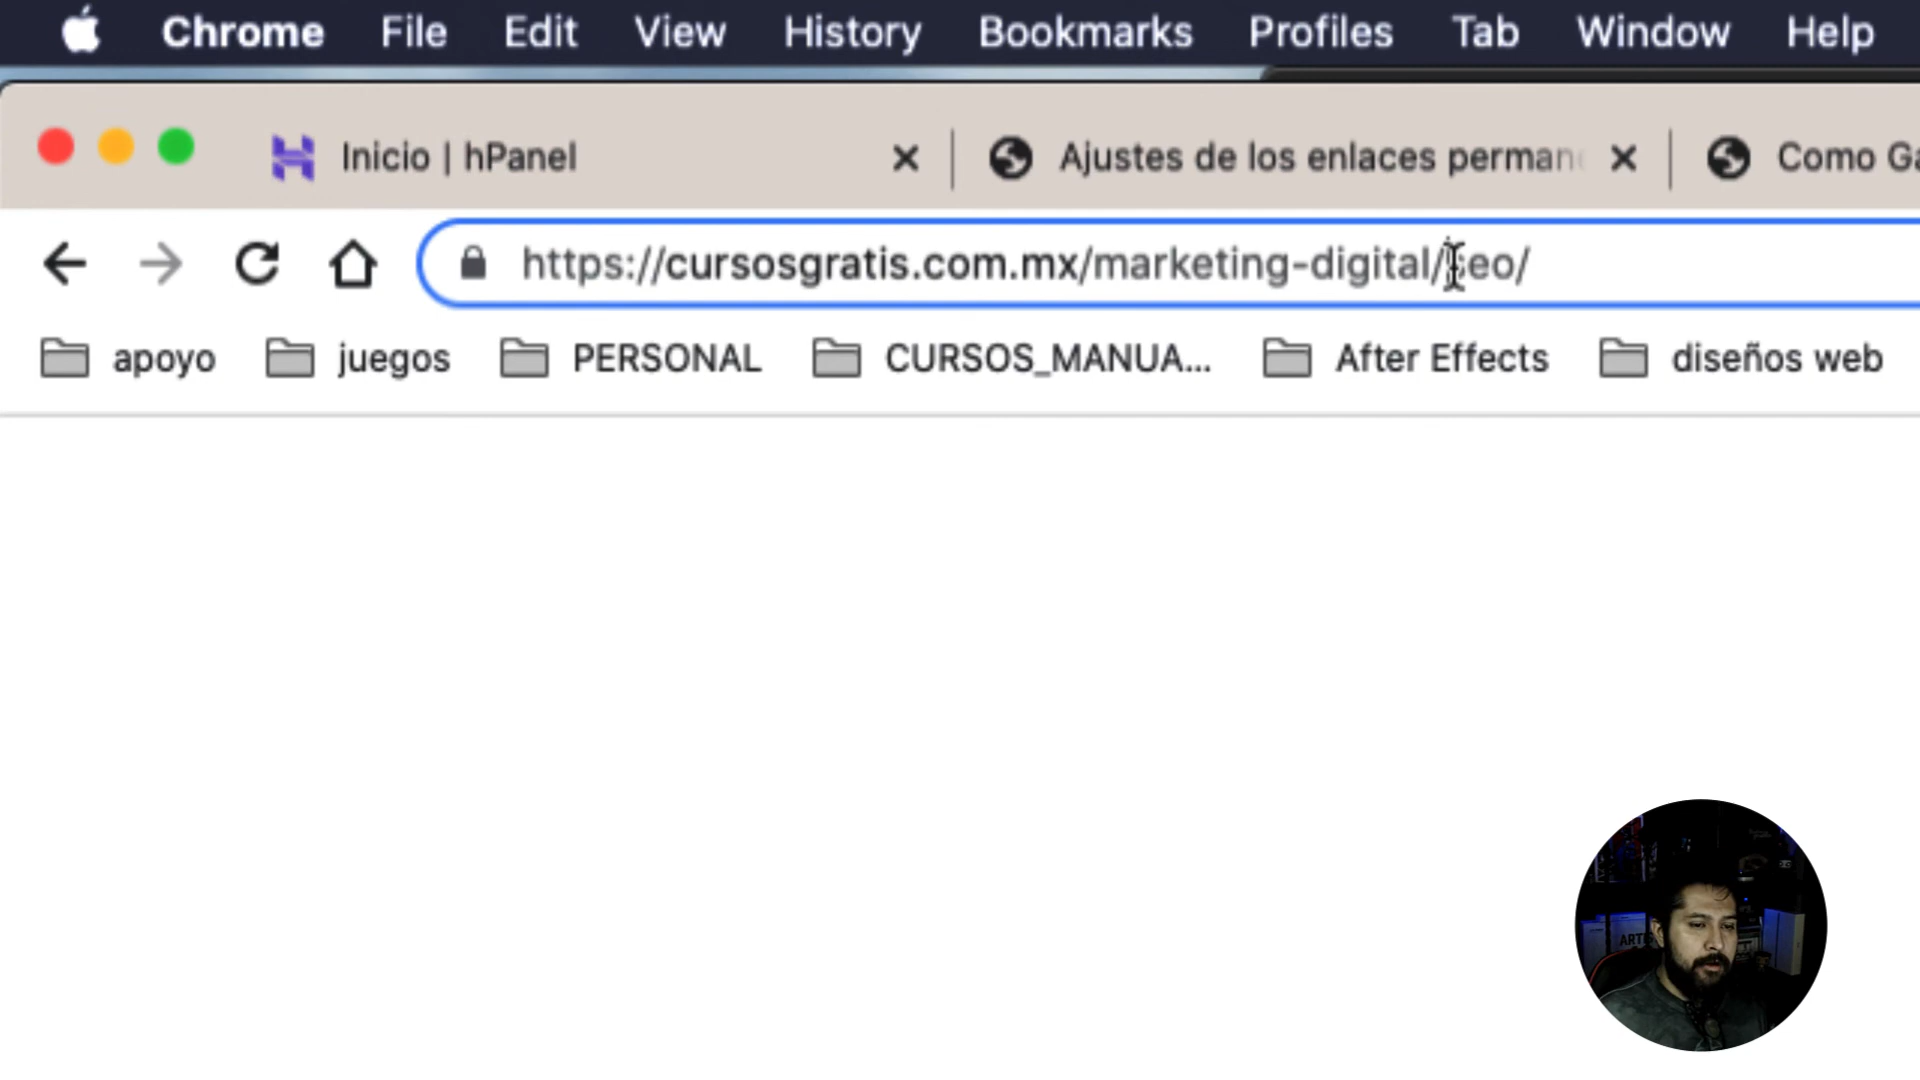 Chrome File Edit View History Bookmarks Profiles Tab Window Help
Inicio | hPanel
Ajustes de los enlaces perman
Como Ga
https://cursosgratis.com.mx/marketing-digital/seo/
apoyo juegos PERSONAL CURSOS_MANUA... After Effects diseños web